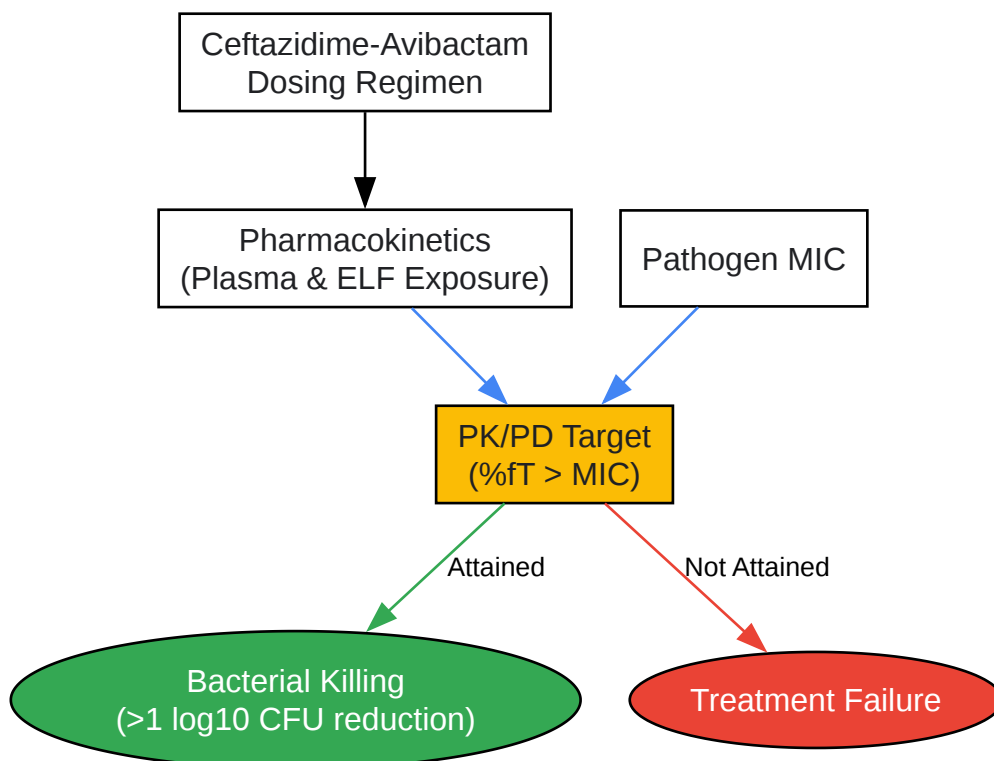 Ceftazidime-Avibactam
Dosing Regimen
Pharmacokinetics
(Plasma & ELF Exposure)
Pathogen MIC
PK/PD Target
(%fT > MIC)
Attained
Not Attained
Bacterial Killing
(>1 log10 CFU reduction)
Treatment Failure